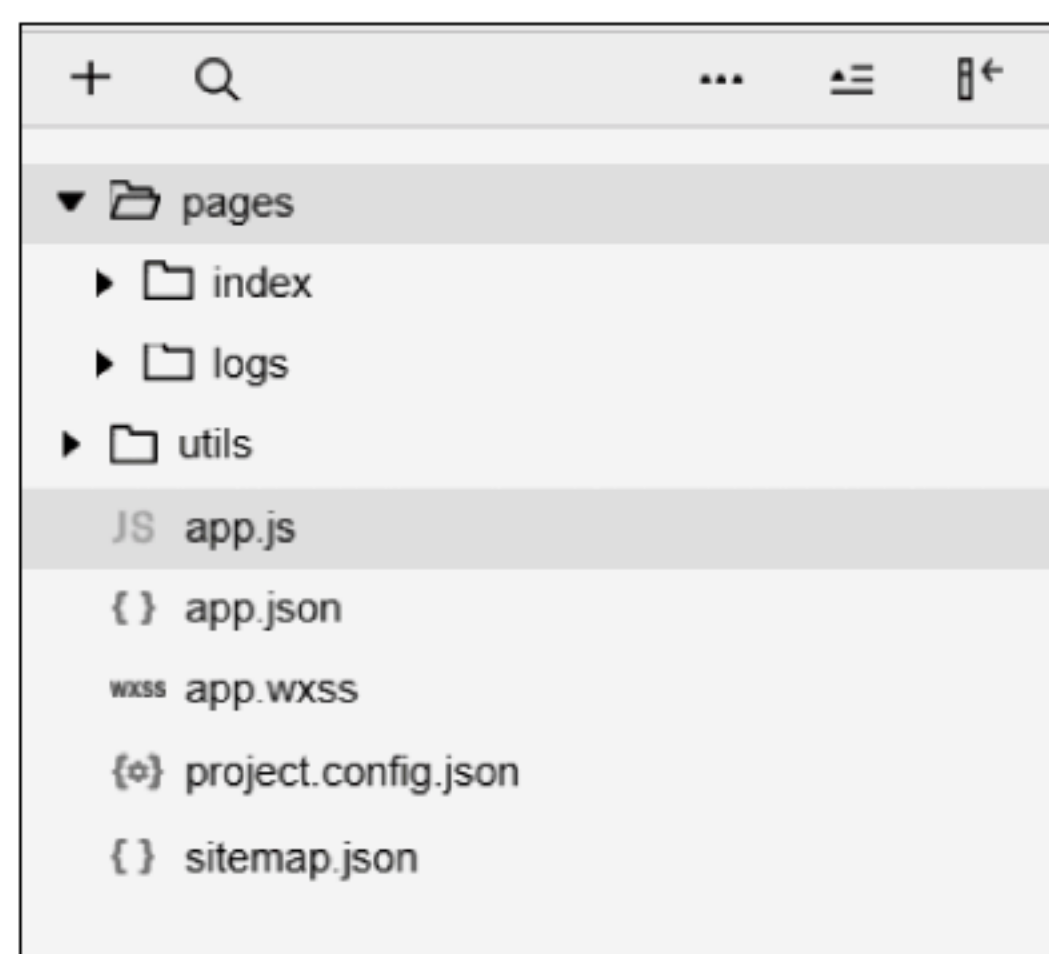 pages
index
logs
utils
JS app.js
{ } app.json
wxss app.wxss
{ } project.config.json
{ } sitemap.json